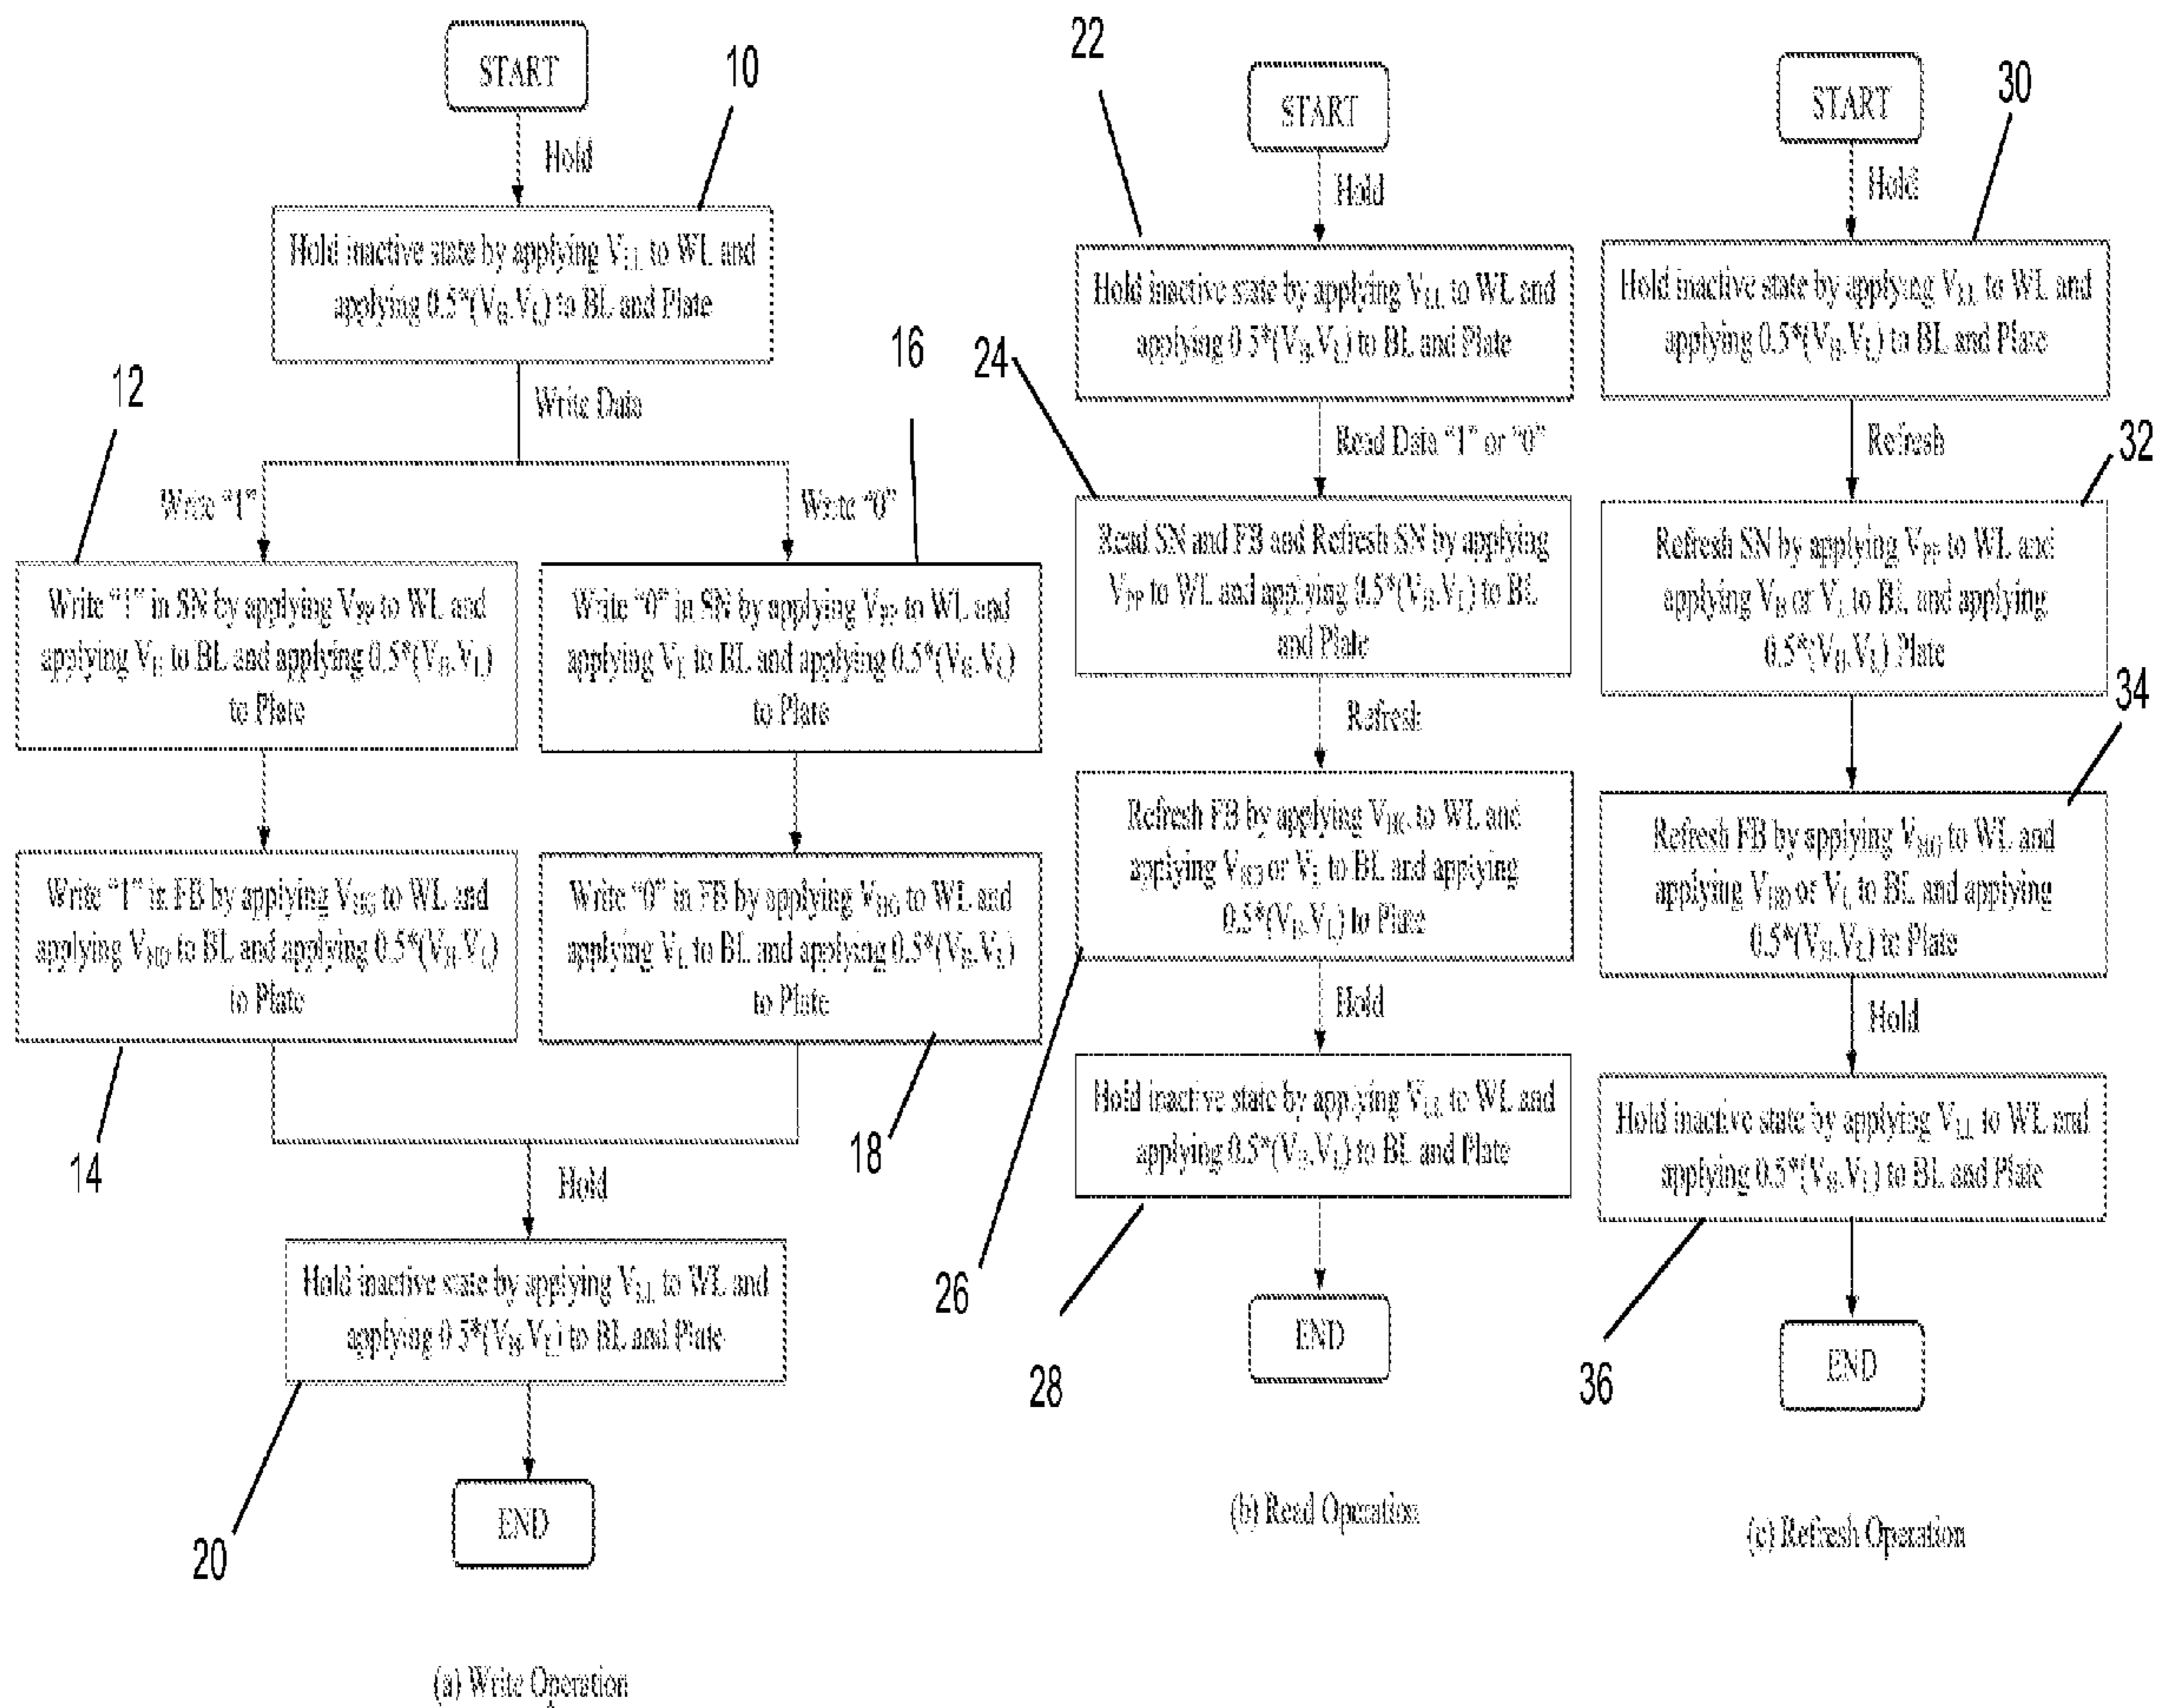 START
10
Hold
Hold inactive state by applying V_LL to WL and
applying 0.5*(V_H.V_L) to BL and Plate
Write Data
12
16
Write “1”
Write “0”
Write “1” in SN by applying V_PP to WL and
applying V_H to BL and applying 0.5*(V_H.V_L)
to Plate
Write “0” in SN by applying V_PP to WL and
applying V_L to BL and applying 0.5*(V_H.V_L)
to Plate
Write “1” in FB by applying to WL and
applying to BL and applying 0.5*(V_H.V_L)
to Plate
Write “0” in FB by applying to WL and
applying V_L to BL and applying 0.5*(V_H.V_L)
to Plate
14
18
Hold
Hold inactive state by applying V_LL to WL and
applying 0.5*(V_H.V_L) to BL and Plate
20
END
(a) Write Operation
22
START
Hold
Hold inactive state by applying V_LL to WL and
applying 0.5*(V_H.V_L) to BL and Plate
24
Read Data “1” or “0”
Read SN and FB and Refresh SN by applying
V_PP to WL and applying 0.5*(V_H.V_L) to BL
and Plate
Refresh
Refresh FB by applying to WL and
applying or V_L to BL and applying
0.5*(V_H.V_L) to Plate
26
Hold
Hold inactive state by applying V_LL to WL and
applying 0.5*(V_H.V_L) to BL and Plate
28
END
(b) Read Operation
START
30
Hold
Hold inactive state by applying V_LL to WL and
applying 0.5*(V_H.V_L) to BL and Plate
Refresh
32
Refresh SN by applying V_PP to WL and
applying V_H or V_L to BL and applying
0.5*(V_H.V_L) Plate
34
Refresh FB by applying to WL and
applying or V_L to BL and applying
0.5*(V_H.V_L) to Plate
Hold
Hold inactive state by applying V_LL to WL and
applying 0.5*(V_H.V_L) to BL and Plate
36
END
(c) Refresh Operation